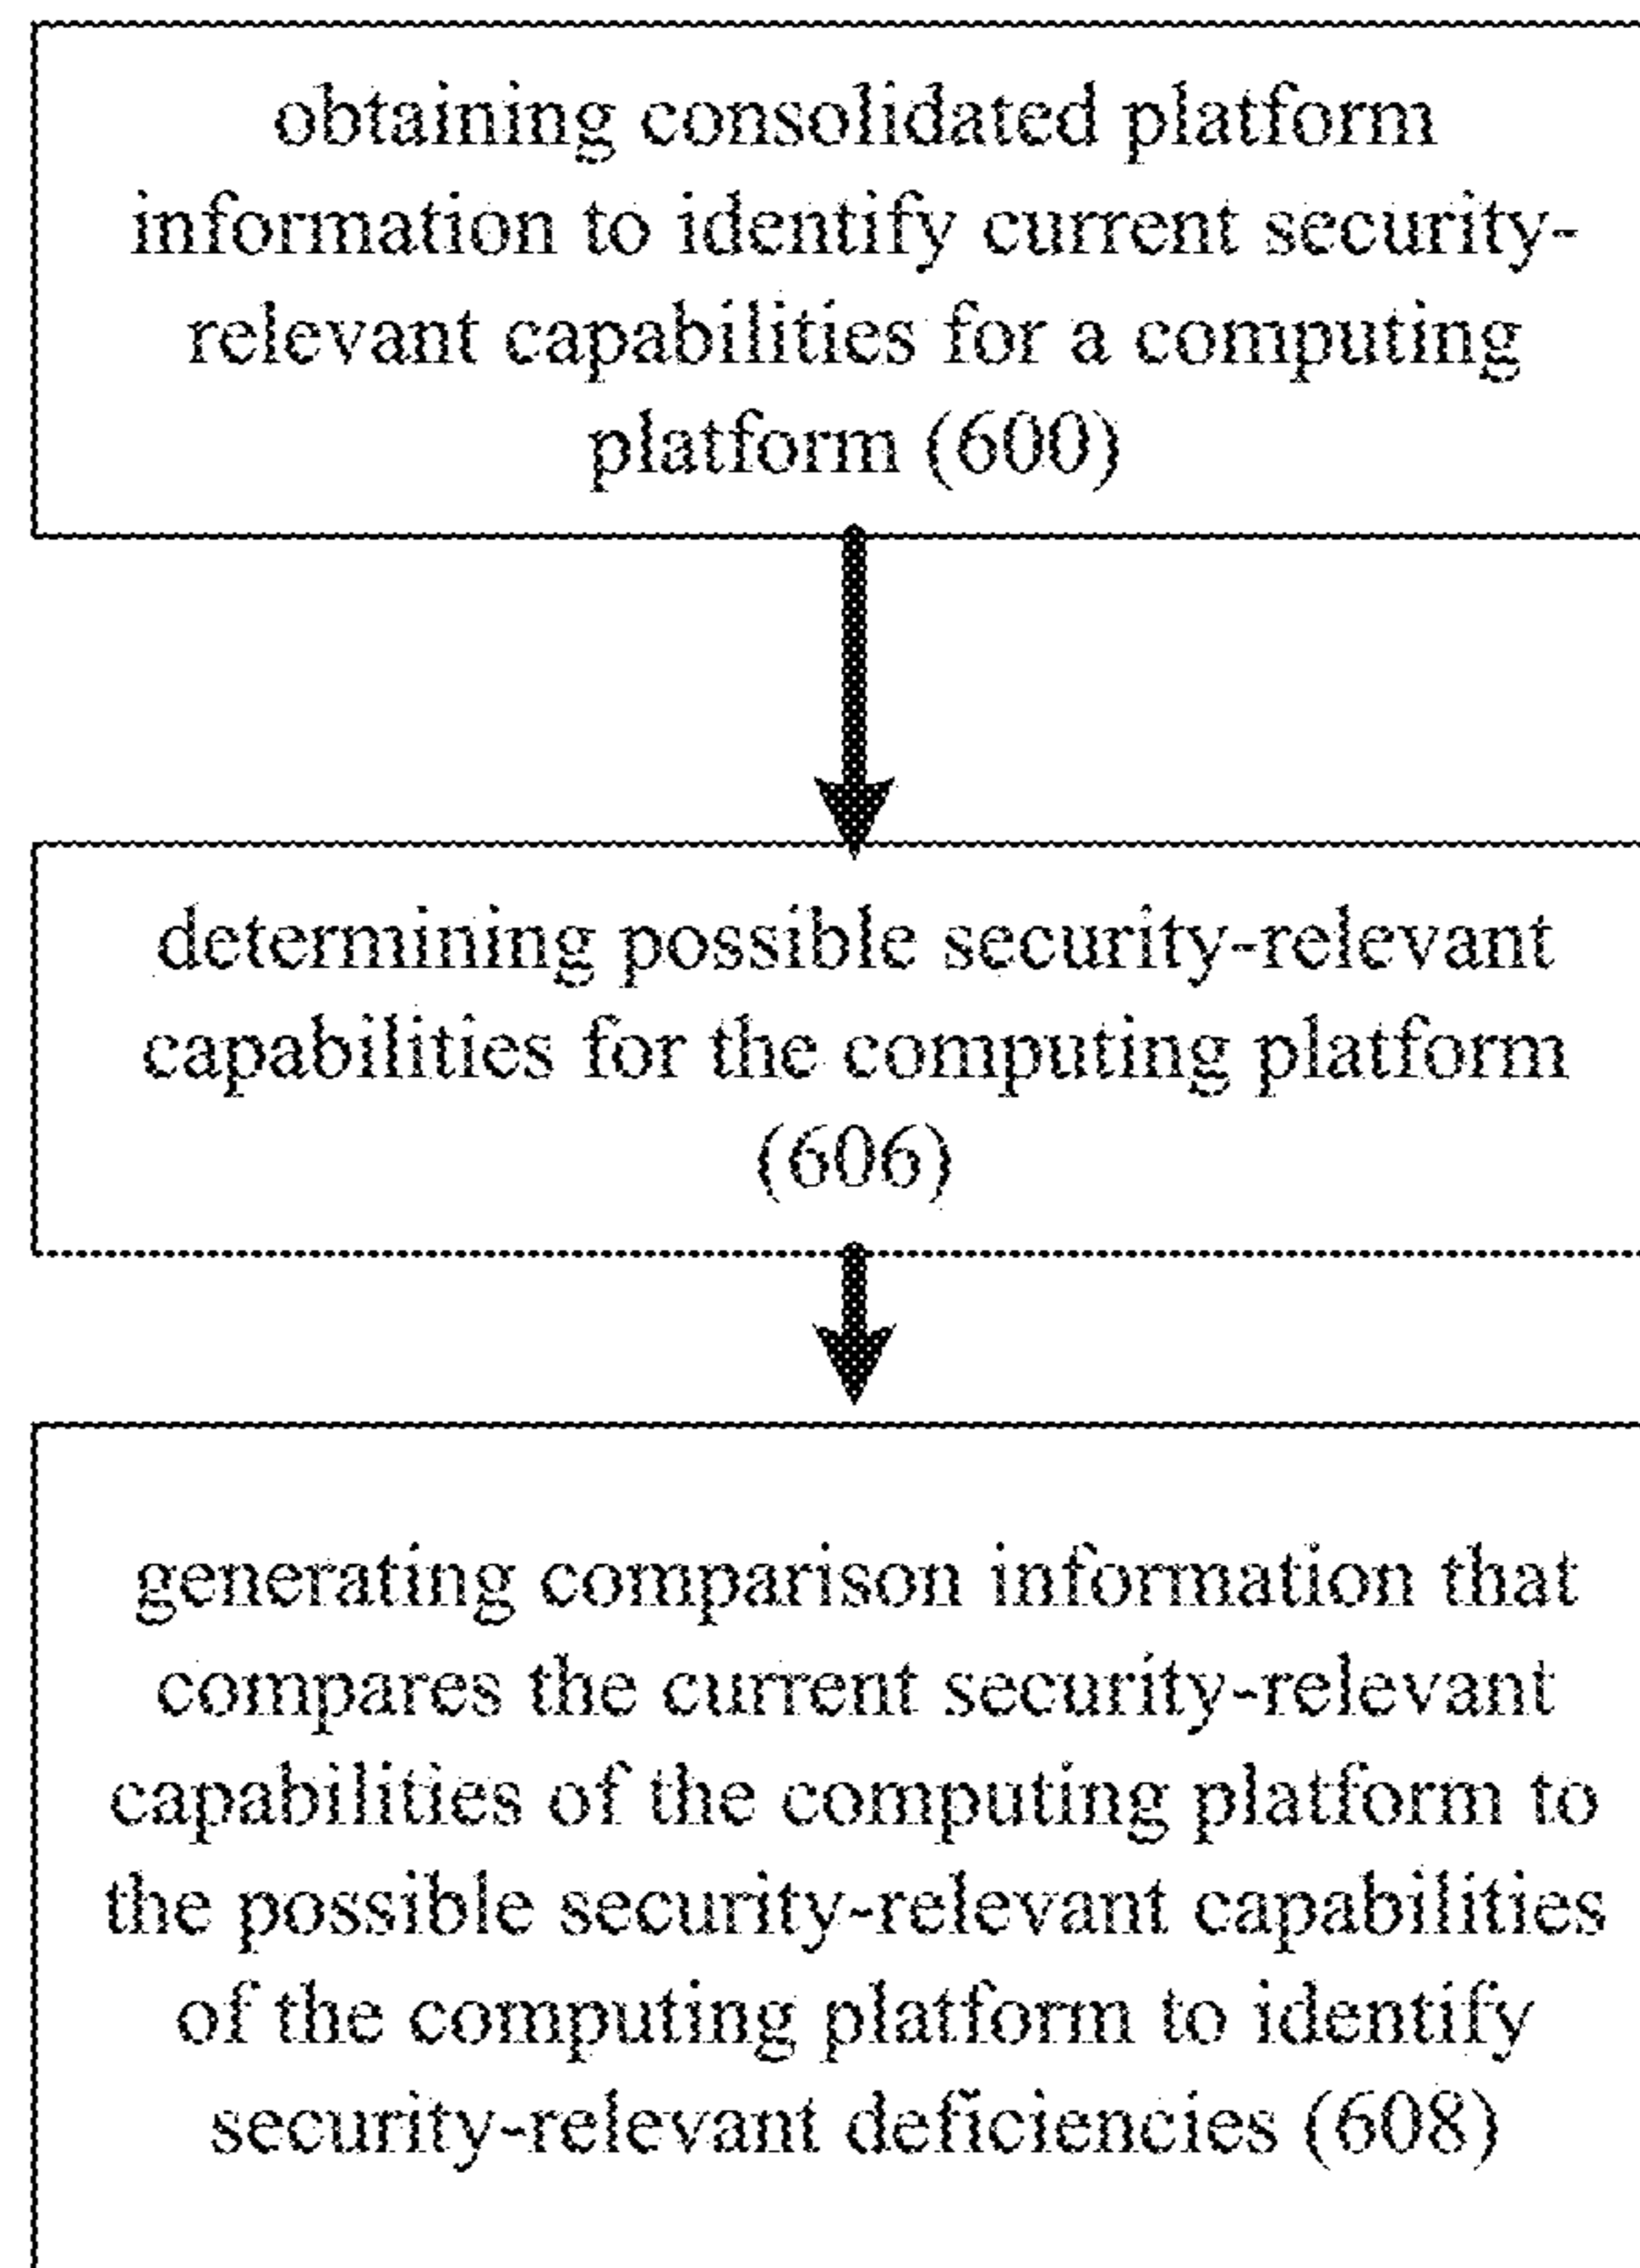 obtaining consolidated platform
information to identify current security-
relevant capabilities for a computing
platform (600)
determining possible security-relevant
capabilities for the computing platform
(606)
generating comparison information that
compares the current security-relevant
capabilities of the computing platform to
the possible security-relevant capabilities
of the computing platform to identify
security-relevant deficiencies (608)